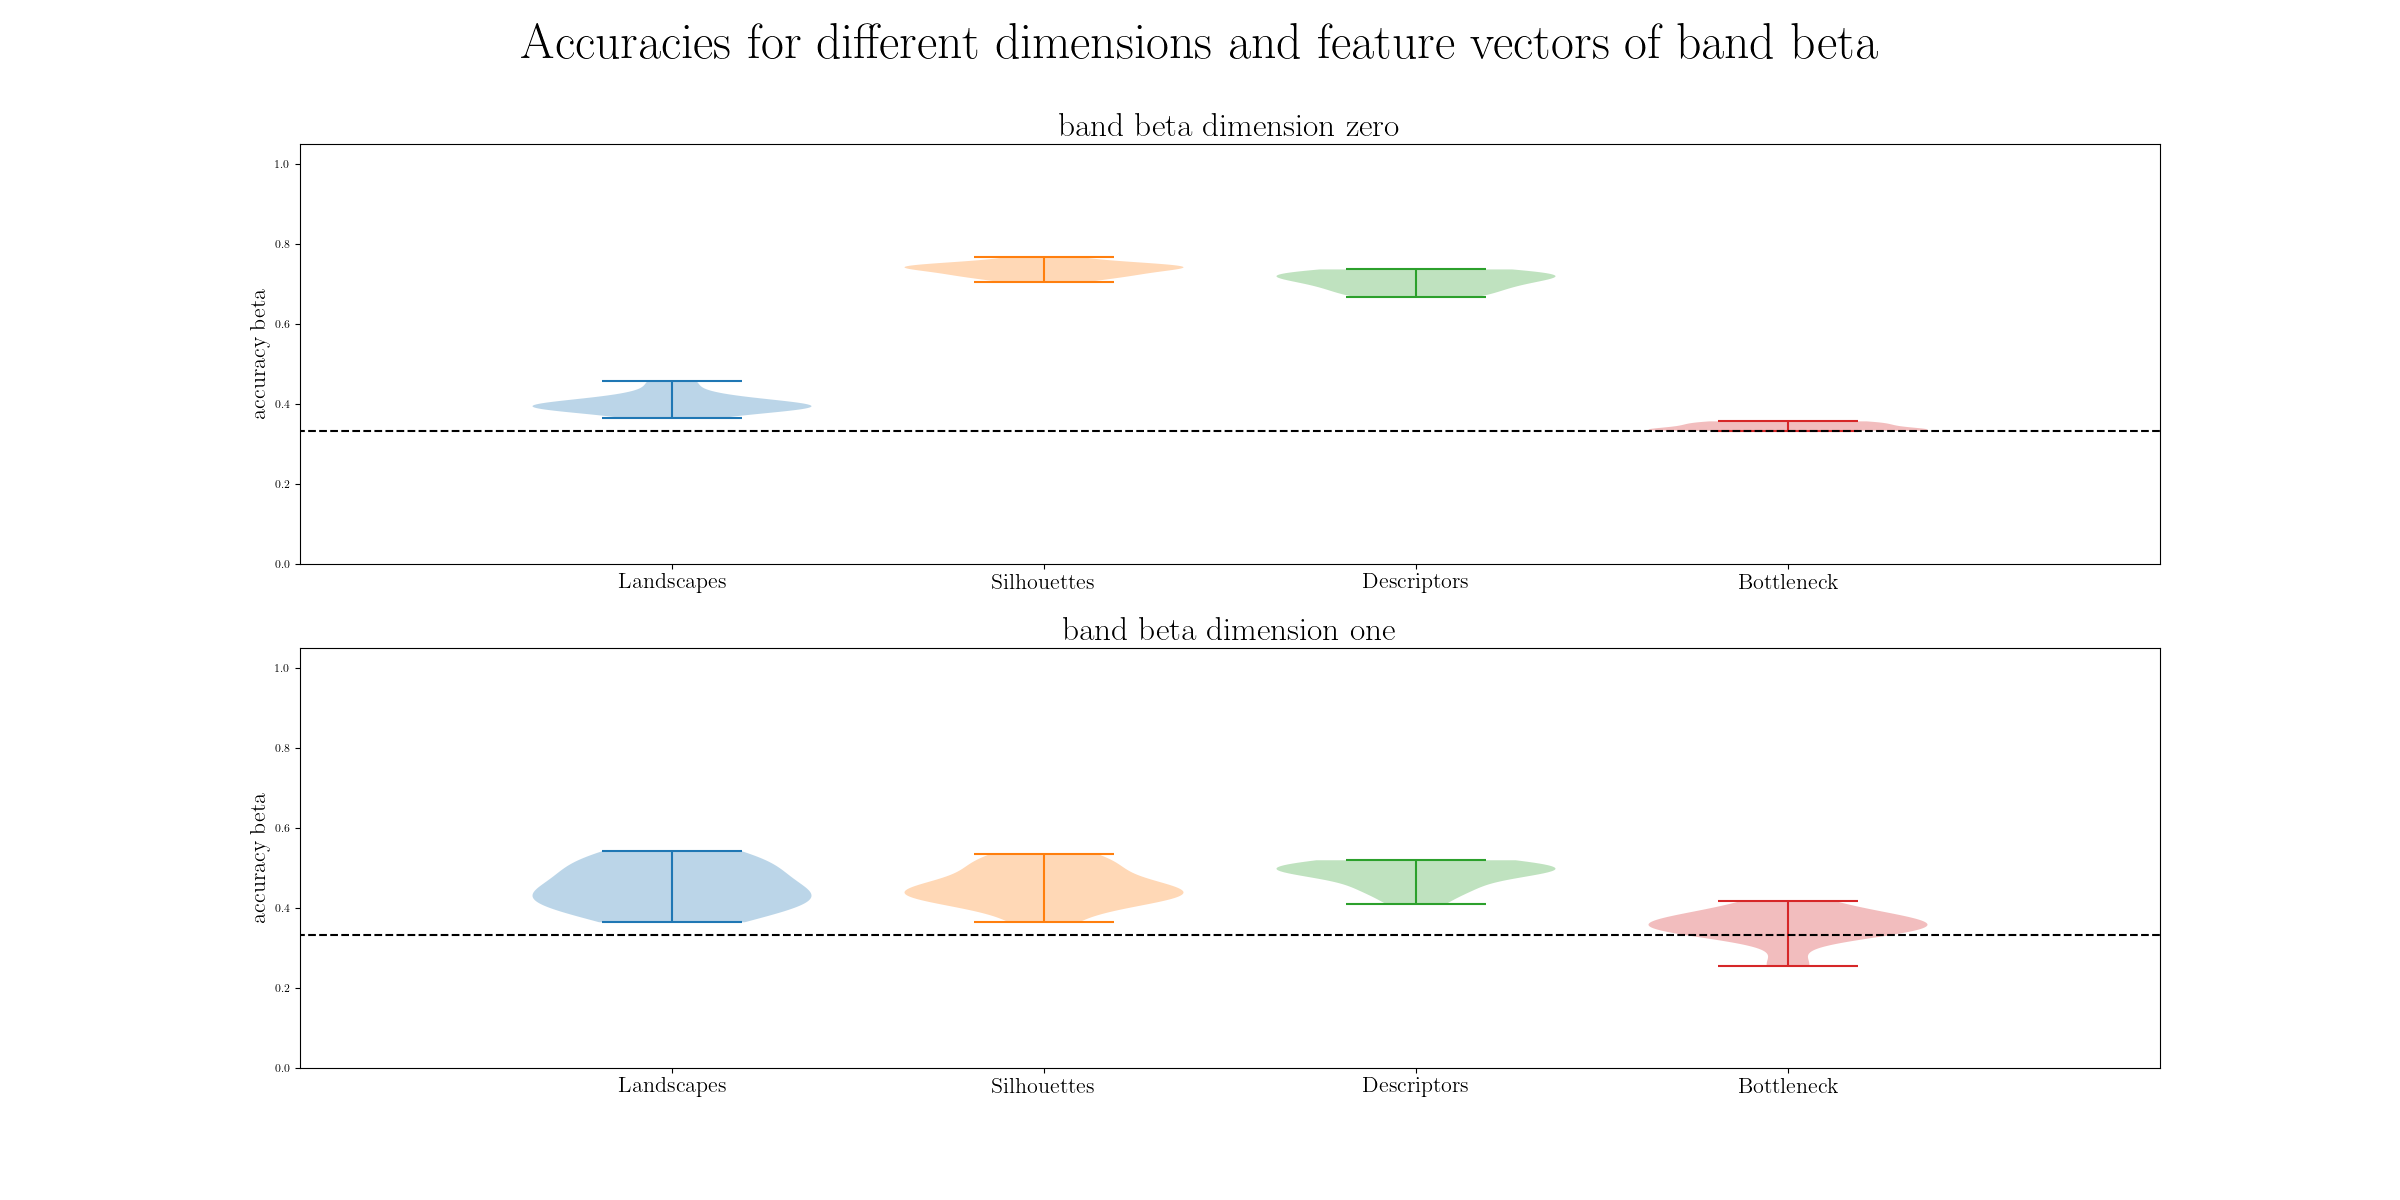 Accuracies for different dimensions and feature vectors of band beta
band beta dimension zero
1.0
0.8
0.6
0.4
0.2
0.0
accuracy beta
Landscapes Silhouettes Descriptors Bottleneck
band beta dimension one
1.0
0.8
0.6
0.4
0.2
0.0
accuracy beta
Landscapes Silhouettes Descriptors Bottleneck